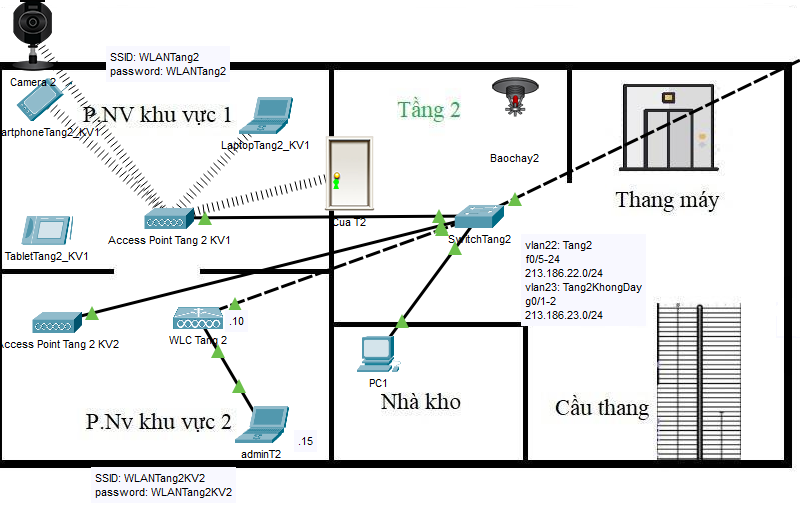 SSID: WLANTang2
password: WLANTang2
Camera 2
P.NV khu vực 1
Tầng 2
artphoneTang2_KV1
LaptopTang2_KV1
Baochay2
Thang máy
Cua T2
TabletTang2_KV1
Access Point Tang 2 KV1
SwitchTang2
vlan22: Tang2
f0/5-24
213.186.22.0/24
vlan23: Tang2KhongDay
g0/1-2
213.186.23.0/24
.10
Access Point Tang 2 KV2
WLC Tang 2
PC1
Nhà kho
Cầu thang
P.Nv khu vực 2
.15
adminT2
SSID: WLANTang2KV2
password: WLANTang2KV2